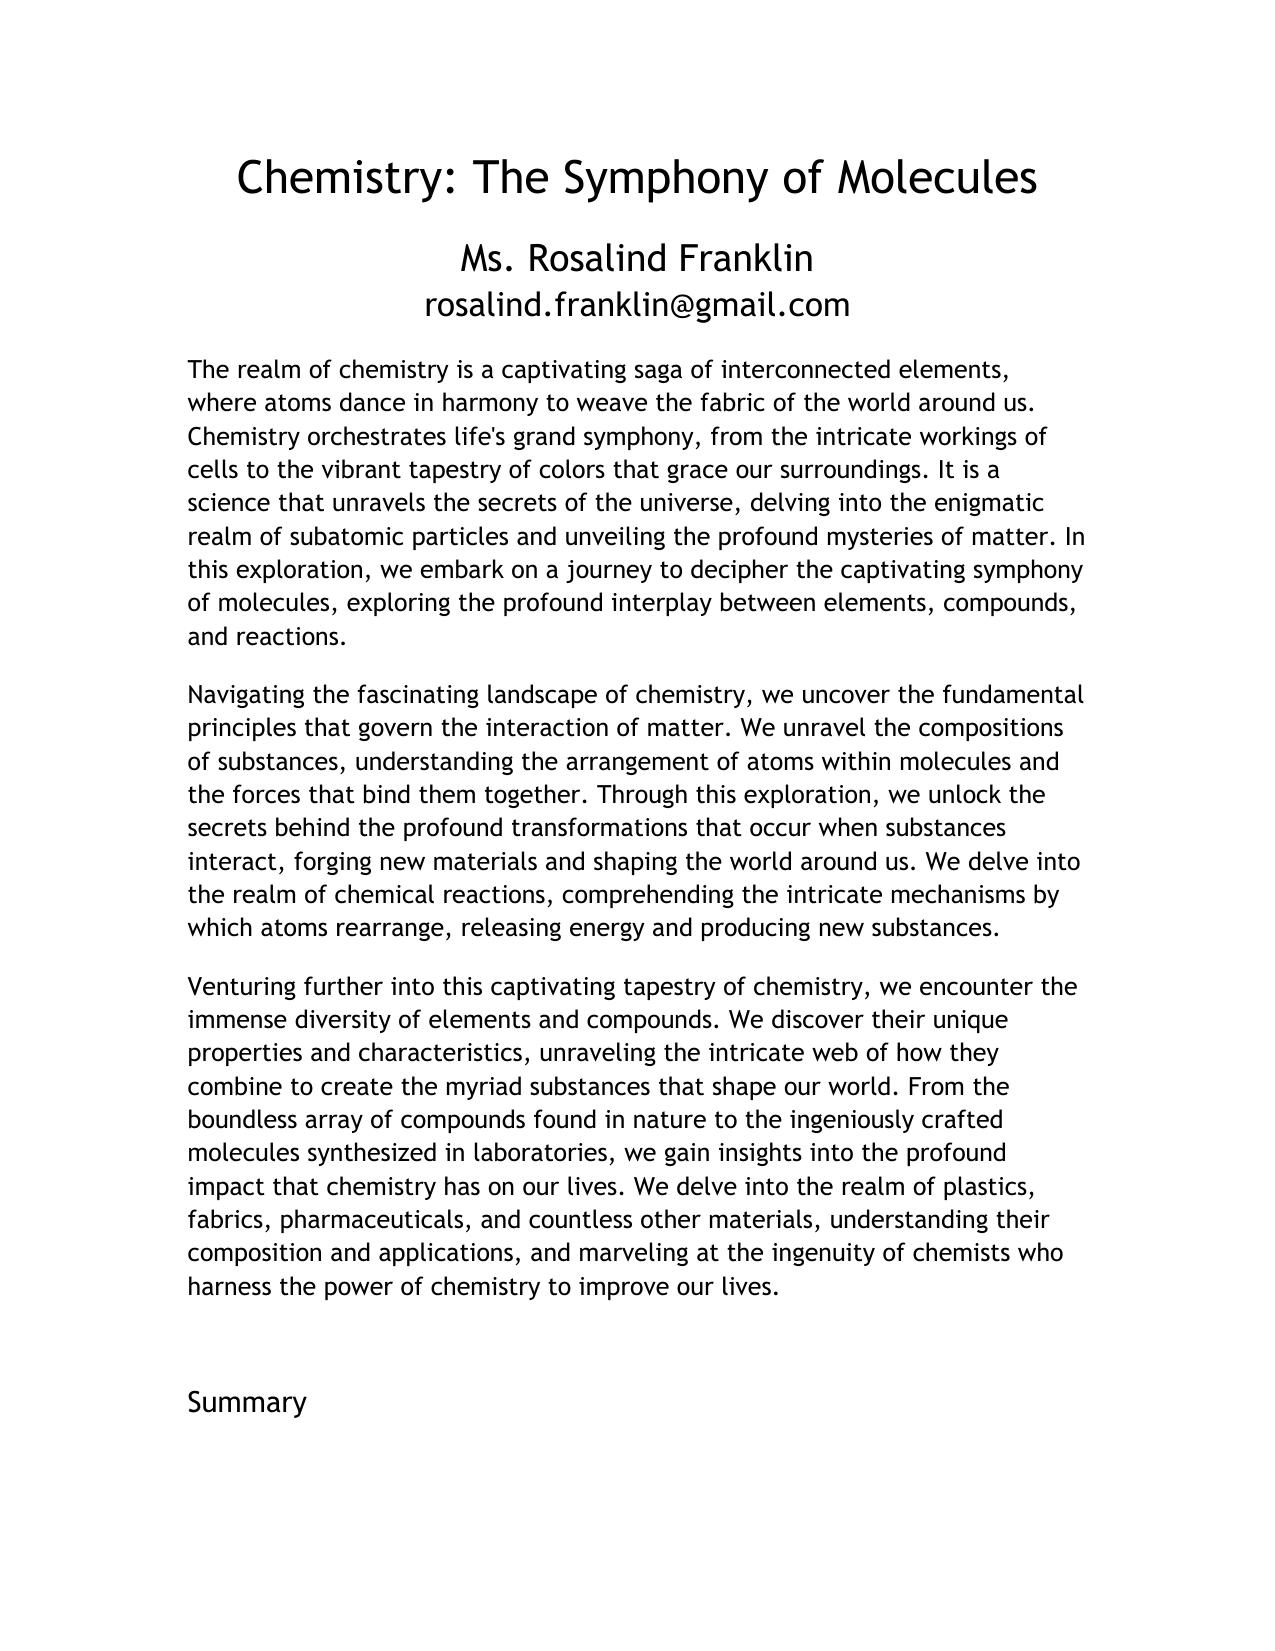 Chemistry: The Symphony of Molecules
Ms. Rosalind Franklin
rosalind.franklin@gmail.com
The realm of chemistry is a captivating saga of interconnected elements,
where atoms dance in harmony to weave the fabric of the world around us.
Chemistry orchestrates life's grand symphony, from the intricate workings of
cells to the vibrant tapestry of colors that grace our surroundings. It is a
science that unravels the secrets of the universe, delving into the enigmatic
realm of subatomic particles and unveiling the profound mysteries of matter. In
this exploration, we embark on a journey to decipher the captivating symphony
of molecules, exploring the profound interplay between elements, compounds,
and reactions.
Navigating the fascinating landscape of chemistry, we uncover the fundamental
principles that govern the interaction of matter. We unravel the compositions
of substances, understanding the arrangement of atoms within molecules and
the forces that bind them together. Through this exploration, we unlock the
secrets behind the profound transformations that occur when substances
interact, forging new materials and shaping the world around us. We delve into
the realm of chemical reactions, comprehending the intricate mechanisms by
which atoms rearrange, releasing energy and producing new substances.
Venturing further into this captivating tapestry of chemistry, we encounter the
immense diversity of elements and compounds. We discover their unique
properties and characteristics, unraveling the intricate web of how they
combine to create the myriad substances that shape our world. From the
boundless array of compounds found in nature to the ingeniously crafted
molecules synthesized in laboratories, we gain insights into the profound
impact that chemistry has on our lives. We delve into the realm of plastics,
fabrics, pharmaceuticals, and countless other materials, understanding their
composition and applications, and marveling at the ingenuity of chemists who
harness the power of chemistry to improve our lives.
Summary